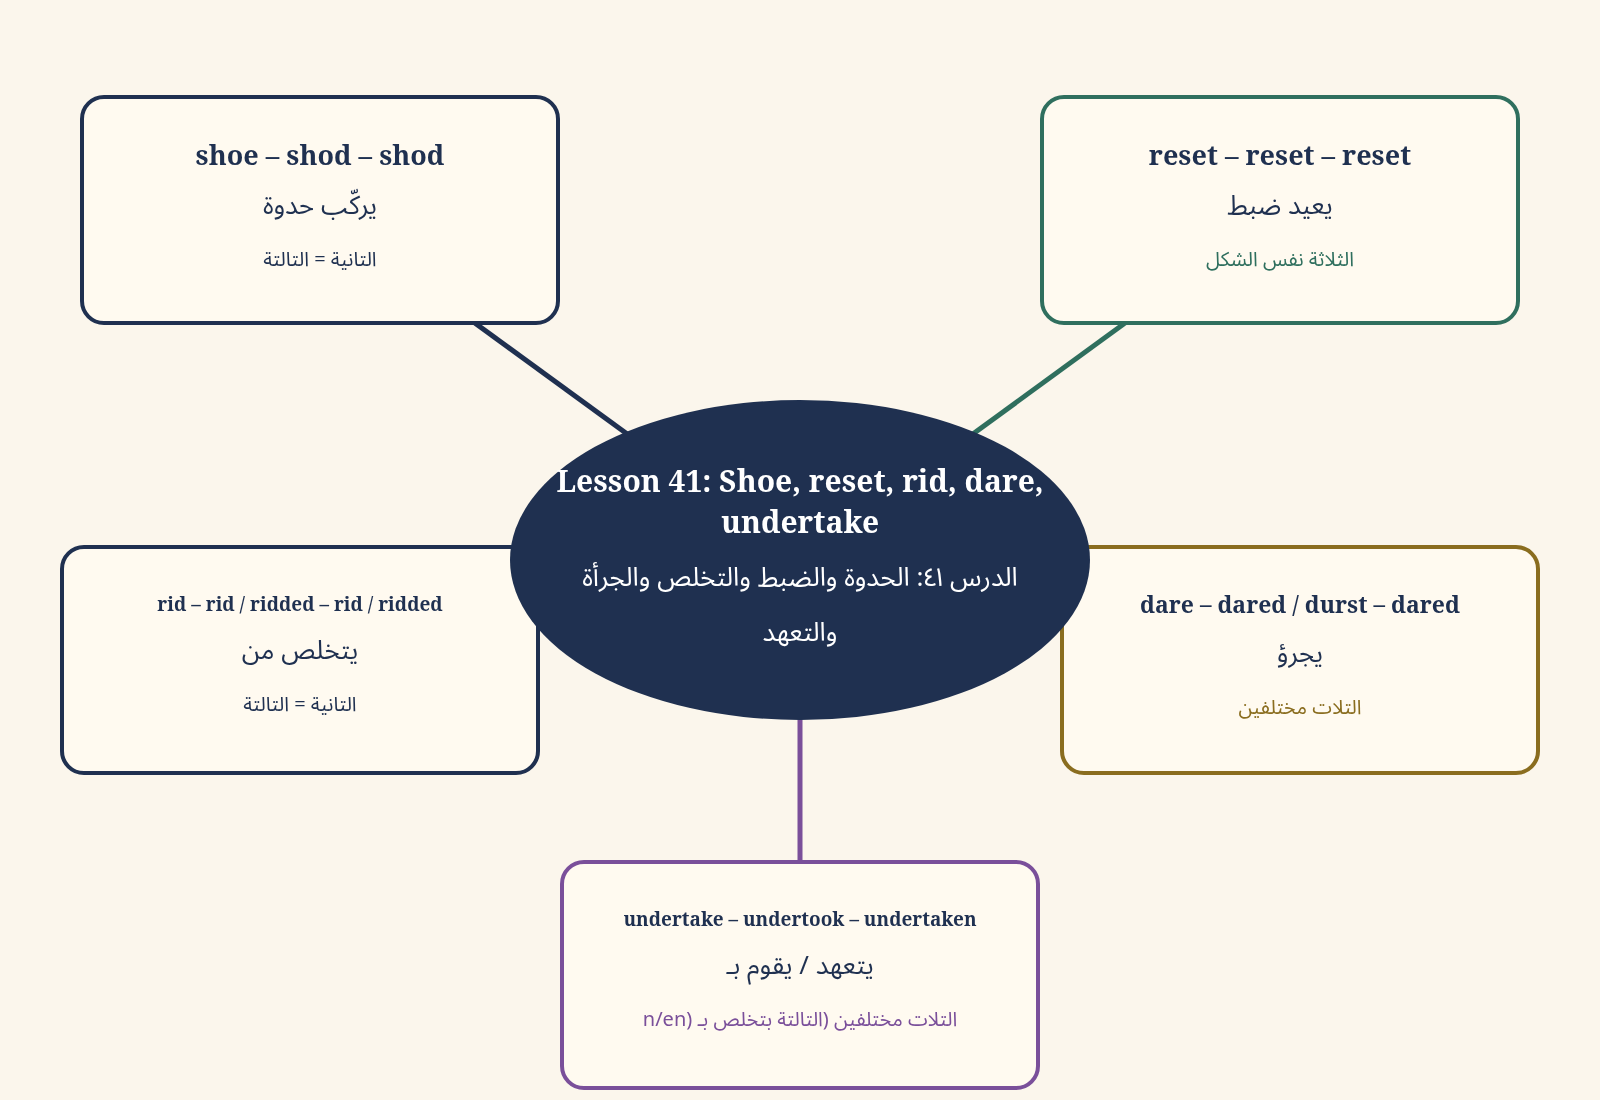 shoe – shod – shod
يركّب حدوة
التانية = التالتة
reset – reset – reset
يعيد ضبط
الثلاثة نفس الشكل
Lesson 41: Shoe, reset, rid, dare,
undertake
الدرس ٤١: الحدوة والضبط والتخلص والجرأة
والتعهد
rid – rid / ridded – rid / ridded
يتخلص من
التانية = التالتة
dare – dared / durst – dared
يجرؤ
التلات مختلفين
undertake – undertook – undertaken
يتعهد / يقوم بـ
التلات مختلفين (التالتة بتخلص بـ n/en)